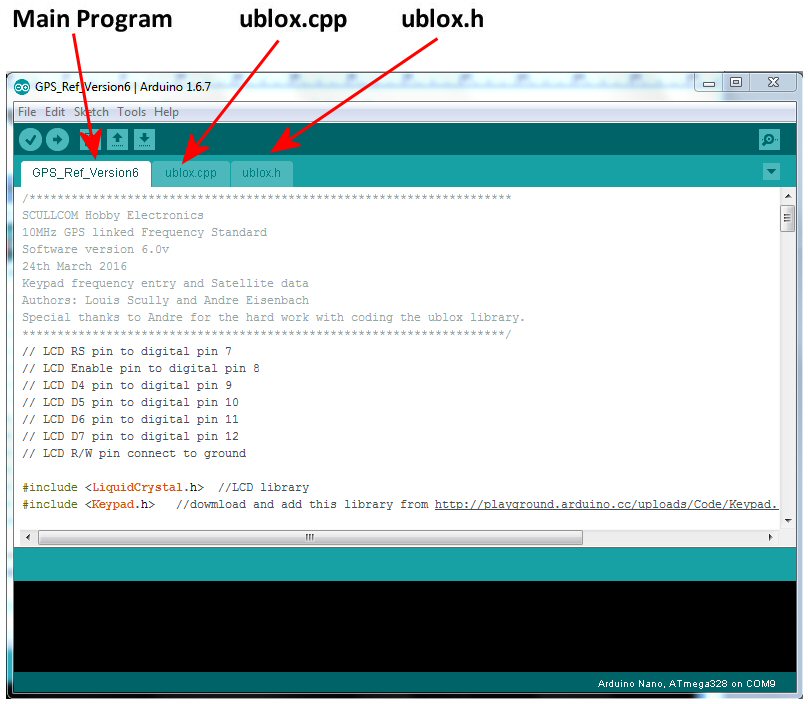 Main Program ublox.cpp ublox.h
GPS_Ref_Version6 | Arduino 1.6.7
File Edit Sketch Tools Help
GPS_Ref_Version6 ublox.cpp ublox.h
/**********************************************************************
SCULLCOM Hobby Electronics
10MHz GPS linked Frequency Standard
Software version 6.0v
24th March 2016
Keypad frequency entry and Satellite data
Authors: Louis Scully and Andre Eisenbach
Special thanks to Andre for the hard work with coding the ublox library.
**********************************************************************/
// LCD RS pin to digital pin 7
// LCD Enable pin to digital pin 8
// LCD D4 pin to digital pin 9
// LCD D5 pin to digital pin 10
// LCD D6 pin to digital pin 11
// LCD D7 pin to digital pin 12
// LCD R/W pin connect to ground
#include <LiquidCrystal.h> //LCD library
#include <Keypad.h> //dowmload and add this library from http://playground.arduino.cc/uploads/Code/Keypad.
Arduino Nano, ATmega328 on COM9